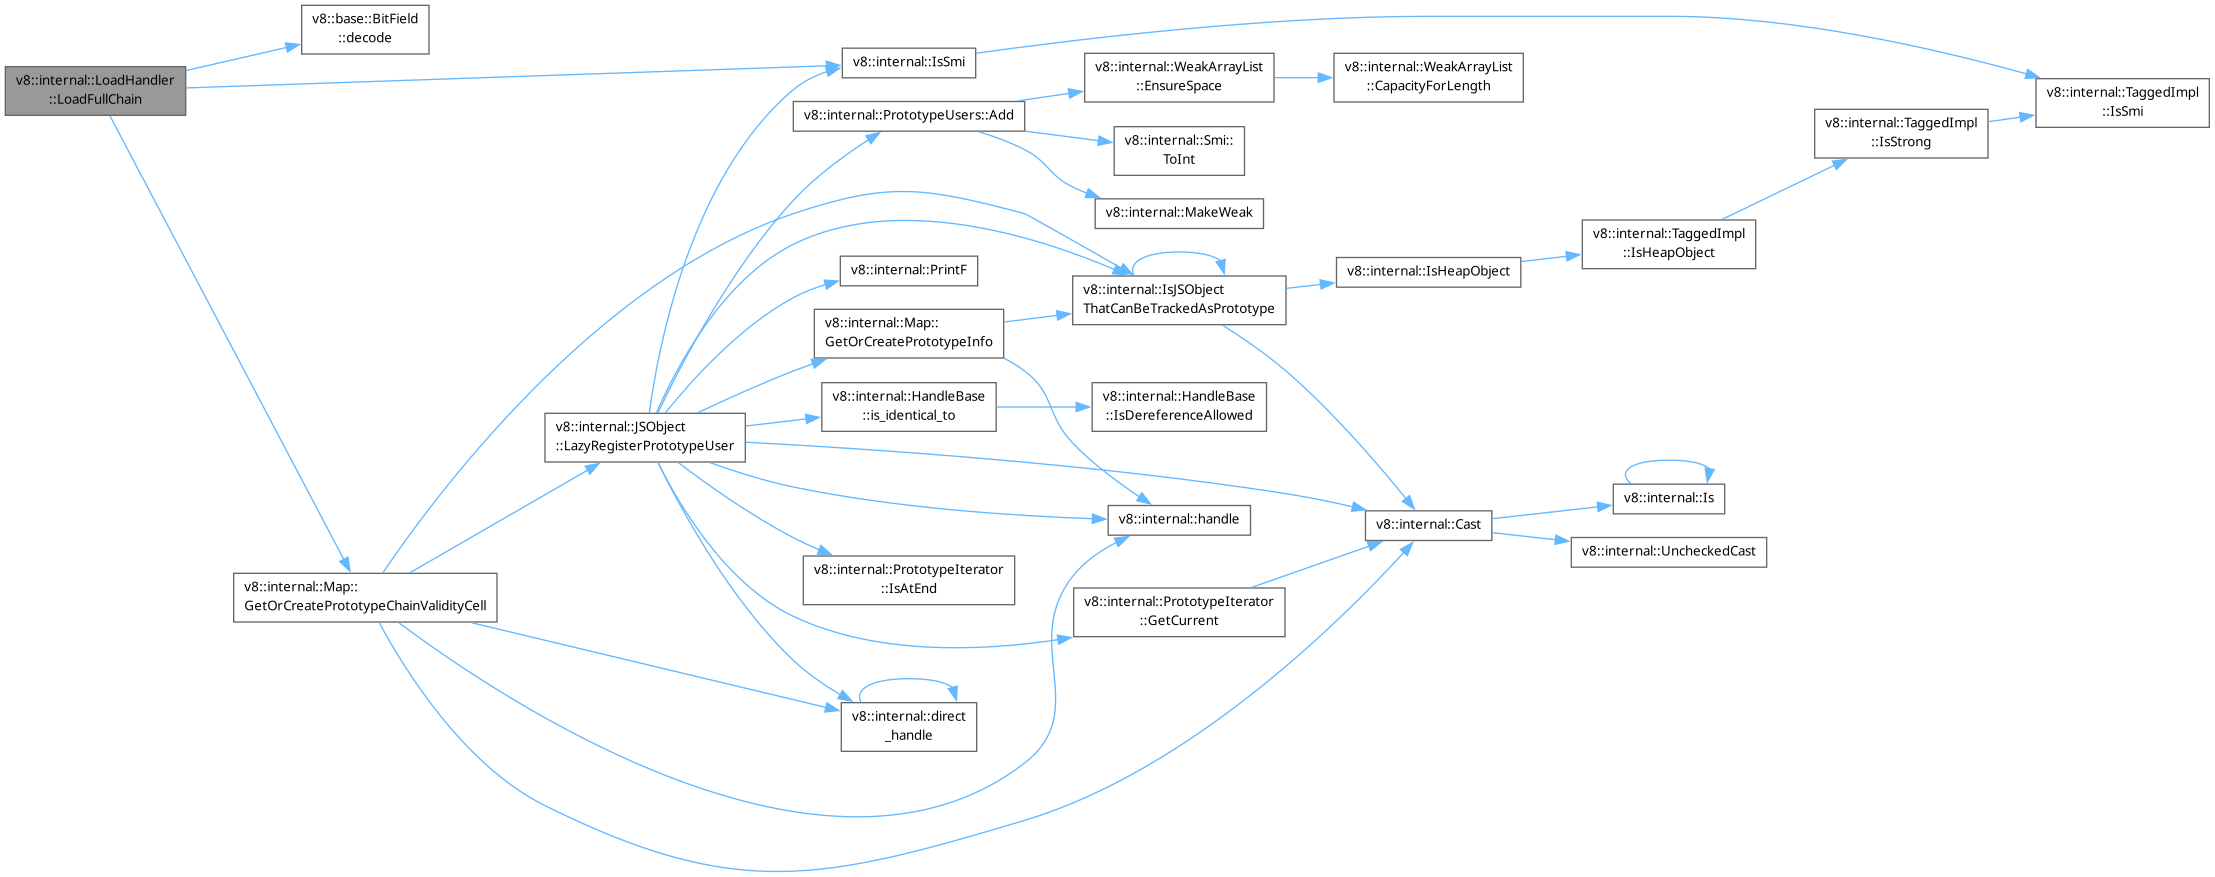 v8::internal::LoadHandler
::LoadFullChain
v8::base::BitField
::decode
v8::internal::IsSmi
v8::internal::TaggedImpl
::IsSmi
v8::internal::Map::
GetOrCreatePrototypeChainValidityCell
v8::internal::JSObject
::LazyRegisterPrototypeUser
v8::internal::PrototypeUsers::Add
v8::internal::WeakArrayList
::EnsureSpace
v8::internal::WeakArrayList
::CapacityForLength
v8::internal::Smi::
ToInt
v8::internal::MakeWeak
v8::internal::PrintF
v8::internal::Map::
GetOrCreatePrototypeInfo
v8::internal::IsJSObject
ThatCanBeTrackedAsPrototype
v8::internal::IsHeapObject
v8::internal::TaggedImpl
::IsHeapObject
v8::internal::TaggedImpl
::IsStrong
v8::internal::HandleBase
::is_identical_to
v8::internal::HandleBase
::IsDereferenceAllowed
v8::internal::handle
v8::internal::Cast
v8::internal::Is
v8::internal::UncheckedCast
v8::internal::PrototypeIterator
::IsAtEnd
v8::internal::PrototypeIterator
::GetCurrent
v8::internal::direct
_handle